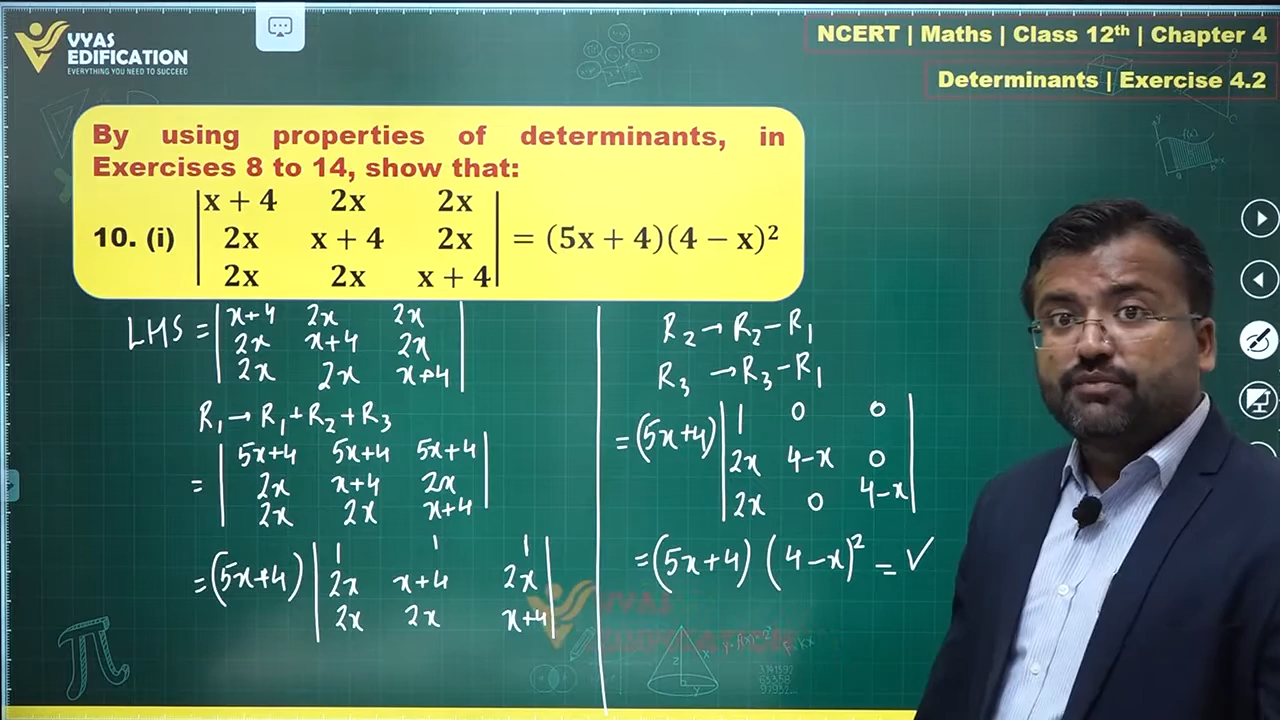 VYAS
EDIFICATION
EVERYTHING YOU NEED TO SUCCEED
NCERT | Maths | Class 12th | Chapter 4
Determinants | Exercise 4.2
By using properties of determinants, in
Exercises 8 to 14, show that:
x + 4 2x 2x
10. (i) 2x x + 4 2x = (5x + 4)(4 − x)²
2x 2x x + 4
LHS = | x+4 2x 2x |
| 2x x+4 2x |
| 2x 2x x+4 |
R₁ → R₁ + R₂ + R₃
= | 5x+4 5x+4 5x+4 |
| 2x x+4 2x |
| 2x 2x x+4 |
= (5x+4) | 1 1 1 |
| 2x x+4 2x |
| 2x 2x x+4 |
R₂ → R₂ − R₁
R₃ → R₃ − R₁
= (5x+4) | 1 0 0 |
| 2x 4−x 0 |
| 2x 0 4−x |
= (5x+4) (4−x)² = ✓
VYAS
EDIFICATION